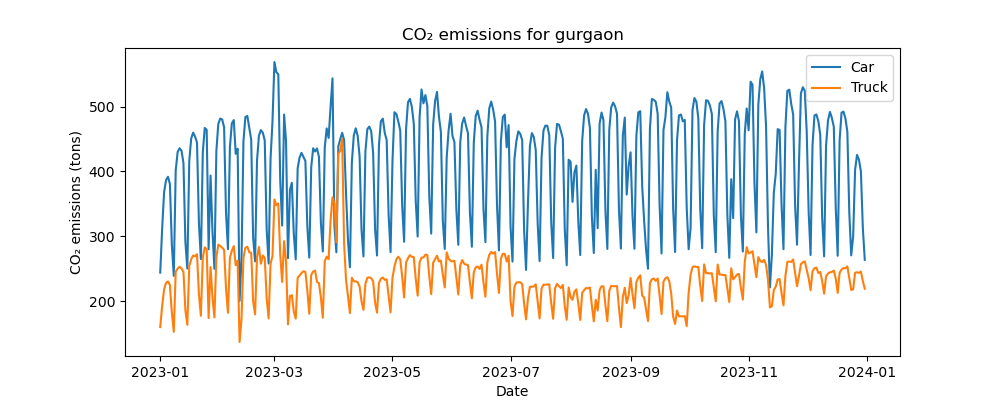 CO₂ emissions for gurgaon
Car
Truck
CO₂ emissions (tons)
500
400
300
200
2023-01 2023-03 2023-05 2023-07 2023-09 2023-11 2024-01
Date